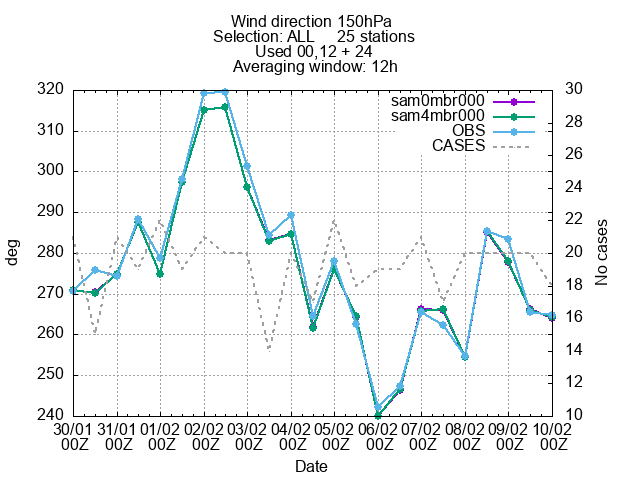 Wind direction 150hPa
Selection: ALL 25 stations
Used 00,12 + 24
Averaging window: 12h
sam0mbr000
sam4mbr000
OBS
CASES
deg
320
310
300
290
280
270
260
250
240
30
28
26
24
22
20
18
16
14
12
10
No cases
30/01 31/01 01/02 02/02 03/02 04/02 05/02 06/02 07/02 08/02 09/02 10/02
00Z 00Z 00Z 00Z 00Z 00Z 00Z 00Z 00Z 00Z 00Z 00Z
Date